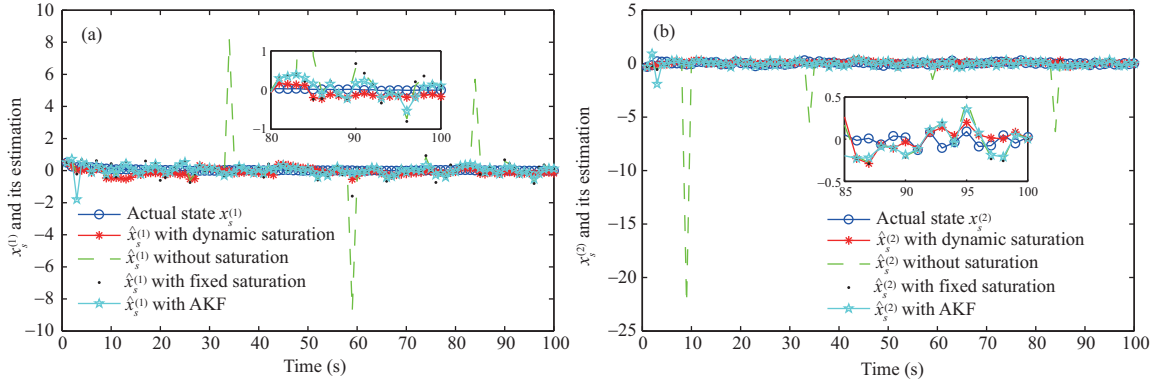 (a)
10
8
6
4
2
0
−2
−4
−6
−8
−10
x_s^(1) and its estimation
1
0
−1
80 90 100
Actual state x_s^(1)
x̂_s^(1) with dynamic saturation
x̂_s^(1) without saturation
x̂_s^(1) with fixed saturation
x̂_s^(1) with AKF
0 10 20 30 40 50 60 70 80 90 100
Time (s)
(b)
5
0
−5
−10
−15
−20
−25
x_s^(2) and its estimation
0.5
0
−0.5
85 90 95 100
Actual state x_s^(2)
x̂_s^(2) with dynamic saturation
x̂_s^(2) without saturation
x̂_s^(2) with fixed saturation
x̂_s^(2) with AKF
0 10 20 30 40 50 60 70 80 90 100
Time (s)